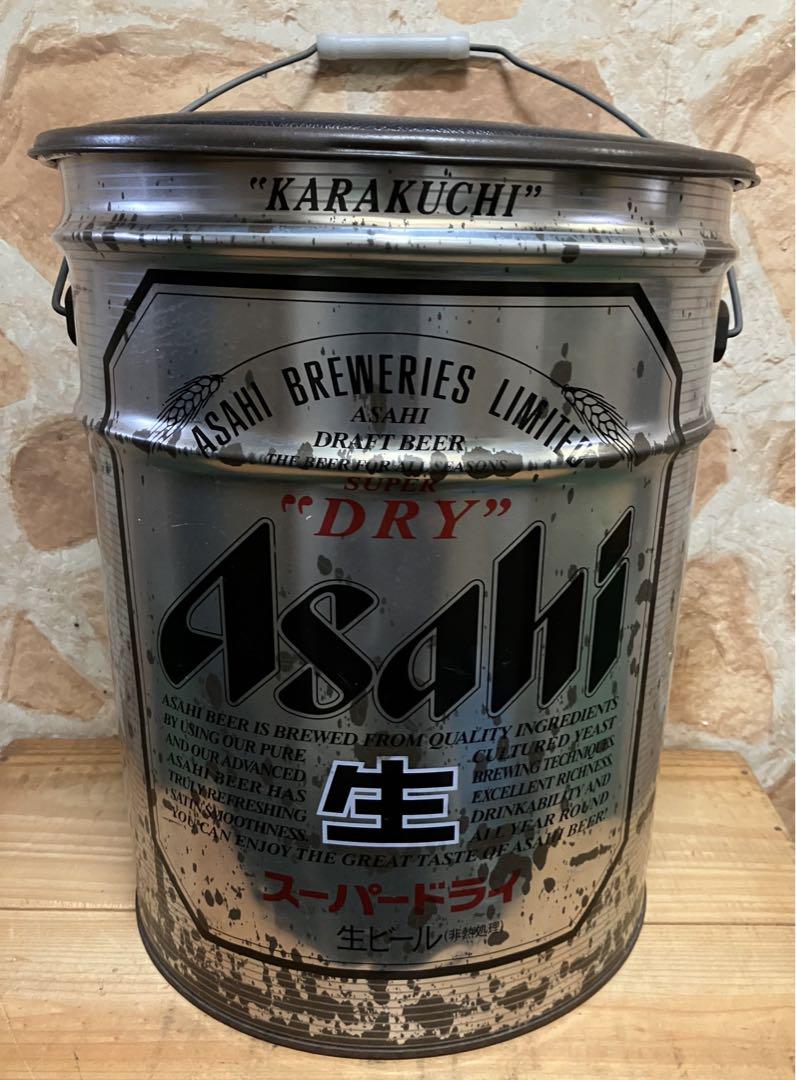 “KARAKUCHI”
ASAHI BREWERIES LIMITED
ASAHI
DRAFT BEER
THE BEER FOR ALL SEASONS
SUPER
“DRY”
Asahi
ASAHI BEER IS BREWED FROM QUALITY INGREDIENTS
BY USING OUR PURE CULTURED YEAST
AND OUR ADVANCED BREWING TECHNIQUES.
ASAHI BEER HAS EXCELLENT RICHNESS,
TRULY REFRESHING DRINKABILITY AND
SATIN SMOOTHNESS. ALL YEAR ROUND
YOU CAN ENJOY THE GREAT TASTE OF ASAHI BEER!
生
スーパードライ
生ビール(非熱処理)